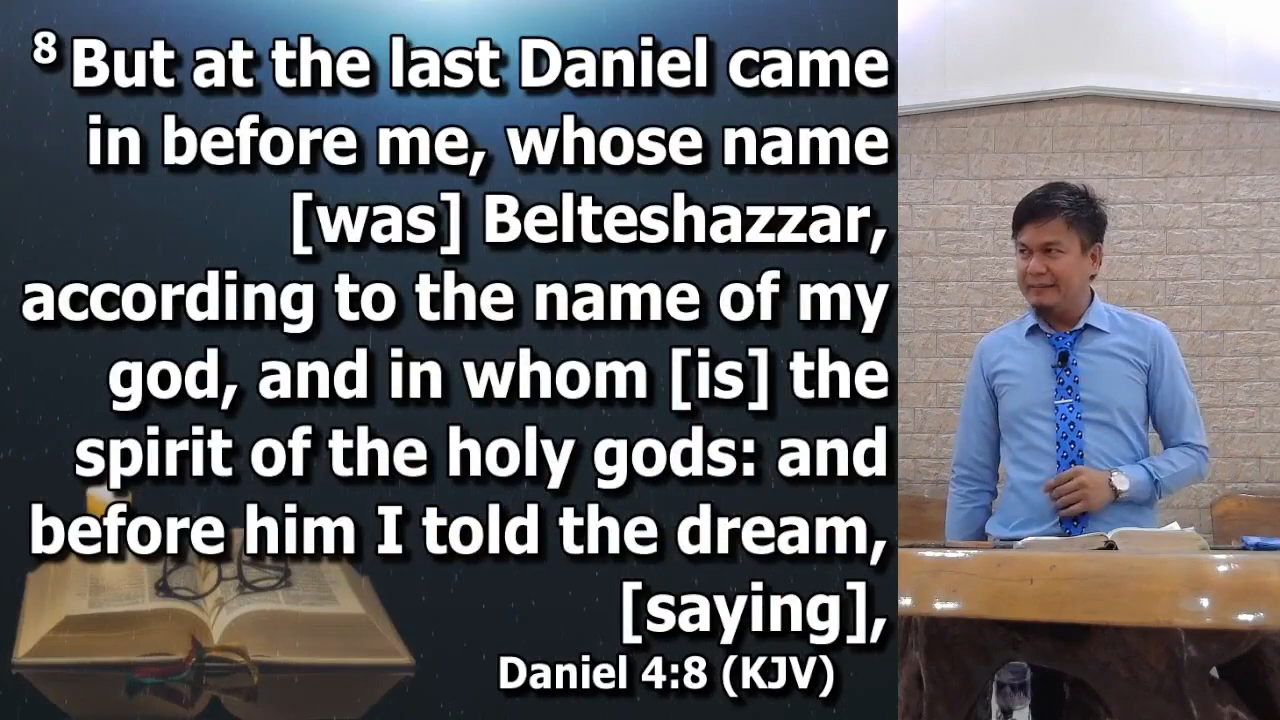 8 But at the last Daniel came
in before me, whose name
[was] Belteshazzar,
according to the name of my
god, and in whom [is] the
spirit of the holy gods: and
before him I told the dream,
[saying],
Daniel 4:8 (KJV)